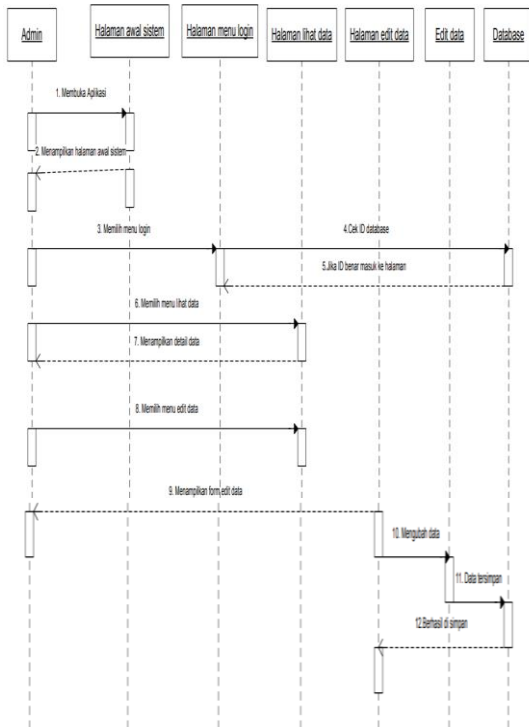 Admin
Halaman awal sistem
Halaman menu login
Halaman lihat data
Halaman edit data
Edit data
Database
1. Membuka Aplikasi
2. Menampilkan halaman awal sistem
3. Memilih menu login
4.Cek ID database
5.Jika ID benar masuk ke halaman
6. Memilih menu lihat data
7. Menampilkan detail data
8. Memilih menu edit data
9. Menampilkan form edit data
10. Mengubah data
11. Data tersimpan
12.Berhasil di simpan